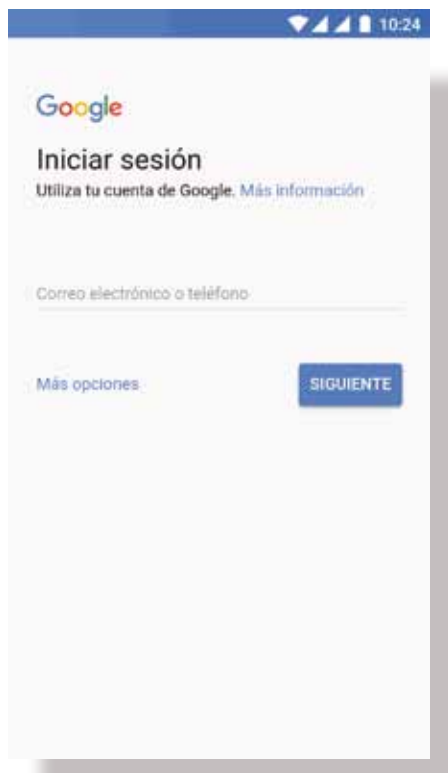 10:24
Google
Iniciar sesión
Utiliza tu cuenta de Google. Más información
Correo electrónico o teléfono
Más opciones
SIGUIENTE